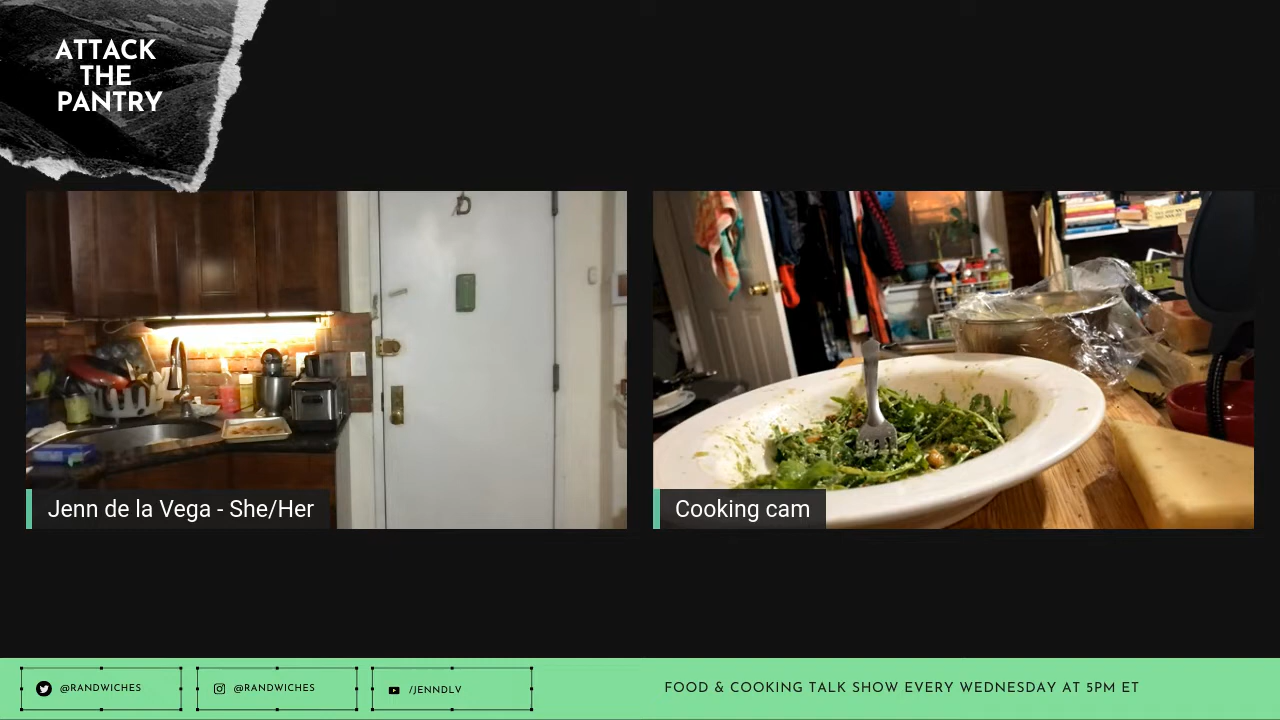 ATTACK
THE
PANTRY
Jenn de la Vega - She/Her
Cooking cam
@RANDWICHES
@RANDWICHES
/JENNDLV
FOOD & COOKING TALK SHOW EVERY WEDNESDAY AT 5PM ET